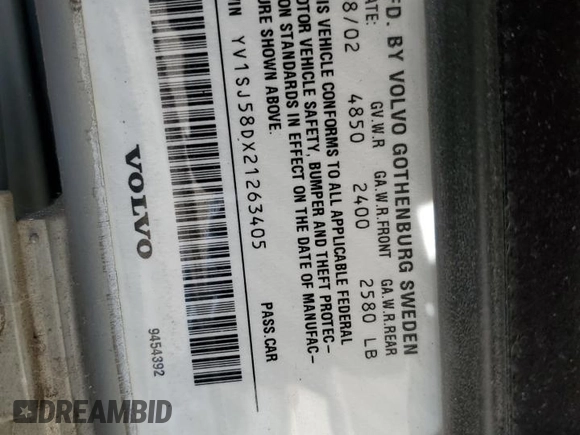 FD. BY VOLVO GOTHENBURG SWEDEN
DATE: G.V.W.R GA.W.R.FRONT GA.W.R.REAR
8/02 4850 2400 2580 LB
IS VEHICLE CONFORMS TO ALL APPLICABLE FEDERAL
OTOR VEHICLE SAFETY, BUMPER AND THEFT PROTEC-
ON STANDARDS IN EFFECT ON THE DATE OF MANUFAC-
URE SHOWN ABOVE.
VIN YV1SJ58DX21263405 PASS.CAR
VOLVO 9454392
DREAMBID